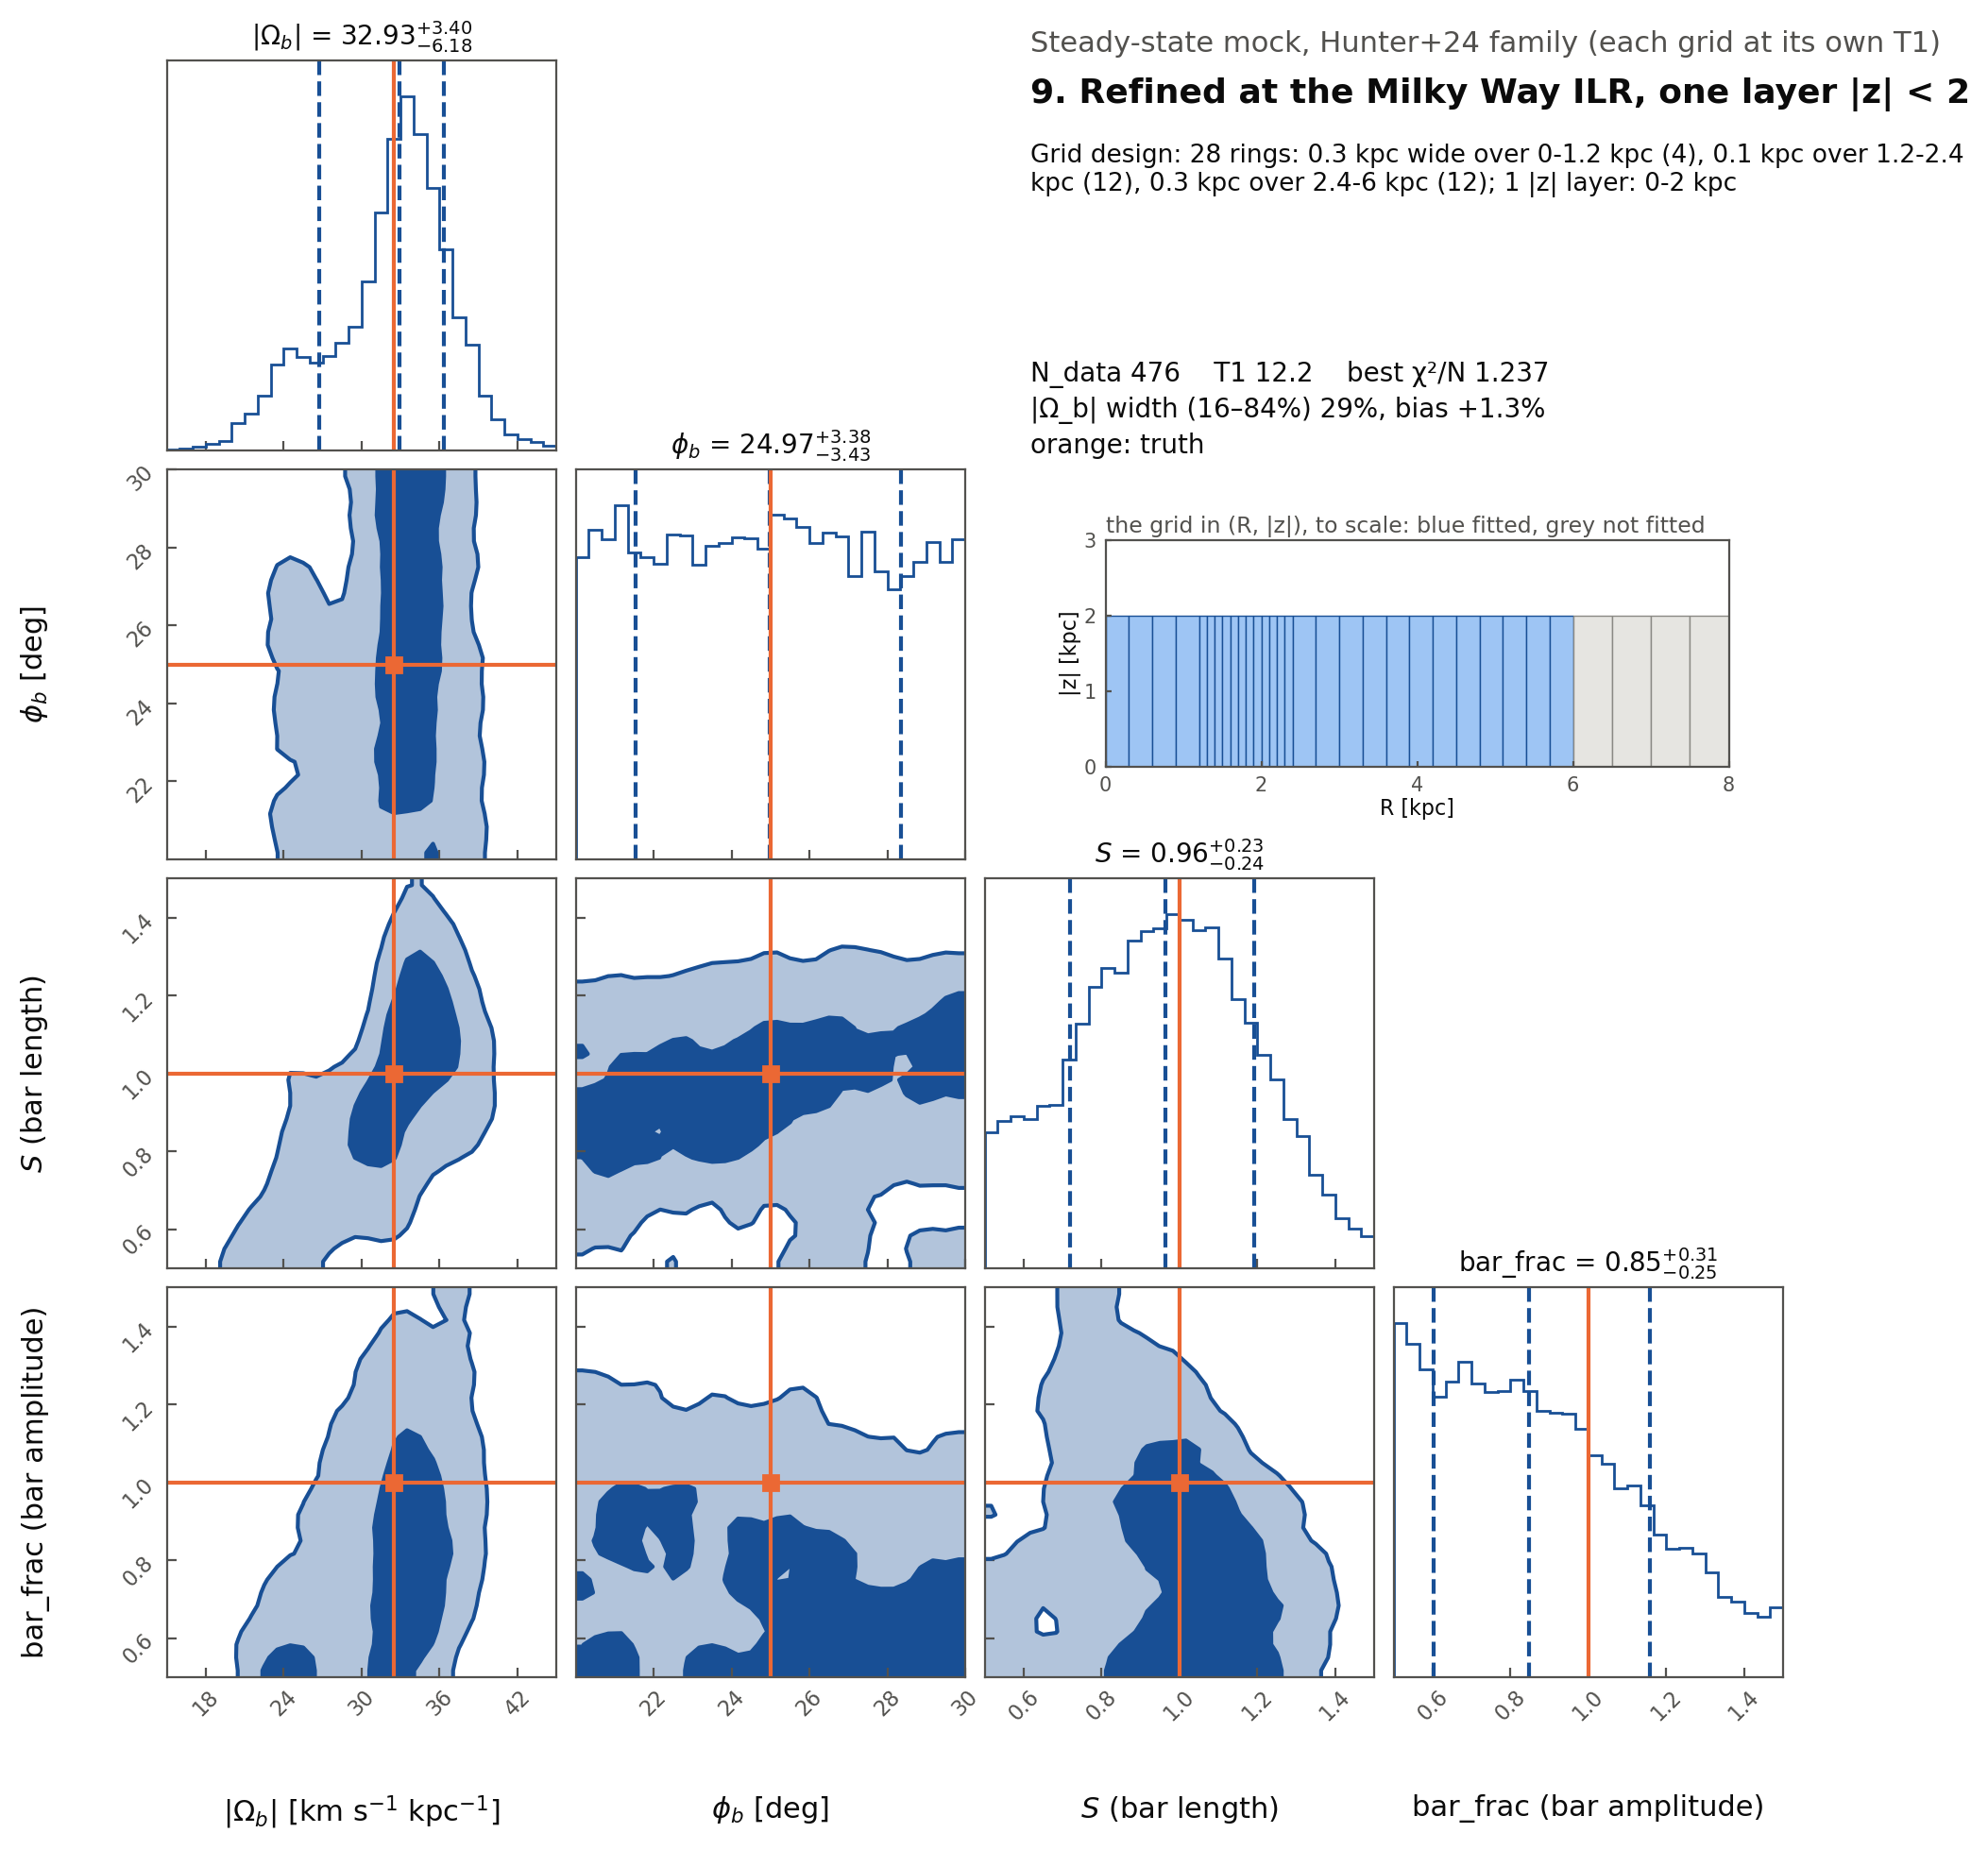 |Ω_b| = 32.93^{+3.40}_{−6.18}
Steady-state mock, Hunter+24 family (each grid at its own T1)
9. Refined at the Milky Way ILR, one layer |z| < 2
Grid design: 28 rings: 0.3 kpc wide over 0-1.2 kpc (4), 0.1 kpc over 1.2-2.4
kpc (12), 0.3 kpc over 2.4-6 kpc (12); 1 |z| layer: 0-2 kpc
N_data 476    T1 12.2    best χ²/N 1.237
|Ω_b| width (16–84%) 29%, bias +1.3%
orange: truth
ϕ_b = 24.97^{+3.38}_{−3.43}
30
28
26
24
22
ϕ_b [deg]
the grid in (R, |z|), to scale: blue fitted, grey not fitted
3
2
1
0
|z| [kpc]
0 2 4 6 8
R [kpc]
S = 0.96^{+0.23}_{−0.24}
1.4
1.2
1.0
0.8
0.6
S (bar length)
bar_frac = 0.85^{+0.31}_{−0.25}
1.4
1.2
1.0
0.8
0.6
bar_frac (bar amplitude)
18 24 30 36 42
22 24 26 28 30
0.6 0.8 1.0 1.2 1.4
0.6 0.8 1.0 1.2 1.4
|Ω_b| [km s^{−1} kpc^{−1}]
ϕ_b [deg]
S (bar length)
bar_frac (bar amplitude)